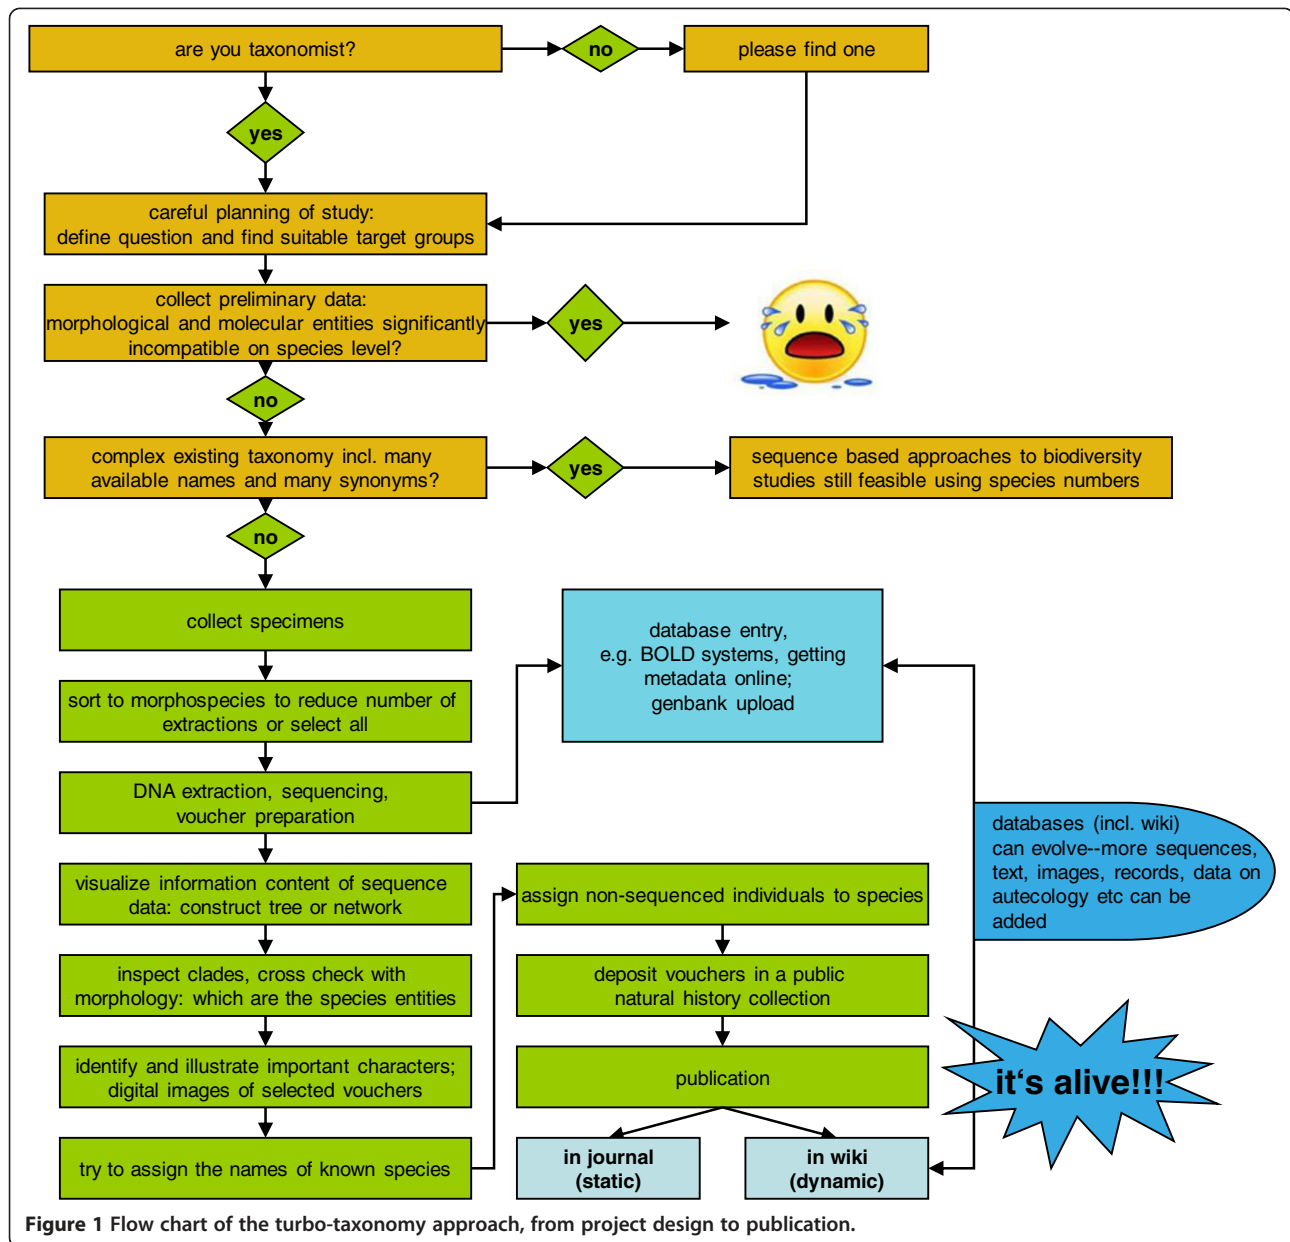 are you taxonomist?
no
please find one
yes
careful planning of study:
define question and find suitable target groups
collect preliminary data:
morphological and molecular entities significantly
incompatible on species level?
yes
no
complex existing taxonomy incl. many
available names and many synonyms?
yes
sequence based approaches to biodiversity
studies still feasible using species numbers
no
collect specimens
sort to morphospecies to reduce number of
extractions or select all
DNA extraction, sequencing,
voucher preparation
database entry,
e.g. BOLD systems, getting
metadata online;
genbank upload
visualize information content of sequence
data: construct tree or network
inspect clades, cross check with
morphology: which are the species entities
identify and illustrate important characters;
digital images of selected vouchers
try to assign the names of known species
assign non-sequenced individuals to species
deposit vouchers in a public
natural history collection
publication
in journal
(static)
in wiki
(dynamic)
databases (incl. wiki)
can evolve--more sequences,
text, images, records, data on
autecology etc can be
added
it‘s alive!!!
Figure 1 Flow chart of the turbo-taxonomy approach, from project design to publication.